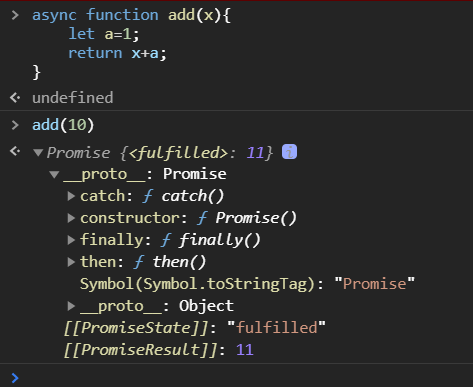 > async function add(x){
let a=1;
return x+a;
}
undefined
> add(10)
▼Promise {<fulfilled>: 11} i
▼__proto__: Promise
▶catch: ƒ catch()
▶constructor: ƒ Promise()
▶finally: ƒ finally()
▶then: ƒ then()
Symbol(Symbol.toStringTag): "Promise"
▶__proto__: Object
[[PromiseState]]: "fulfilled"
[[PromiseResult]]: 11
>